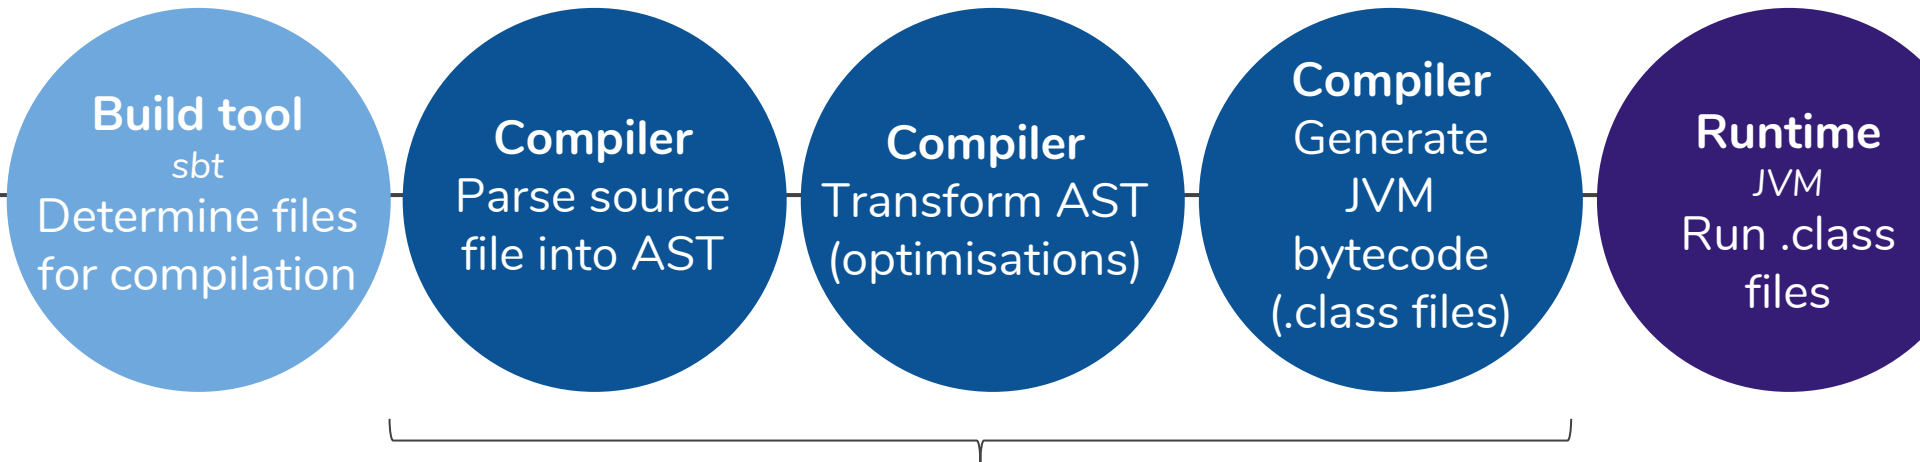 Build tool
sbt
Determine files
for compilation
Compiler
Parse source
file into AST
Compiler
Transform AST
(optimisations)
Compiler
Generate
JVM
bytecode
(.class files)
Runtime
JVM
Run .class
files